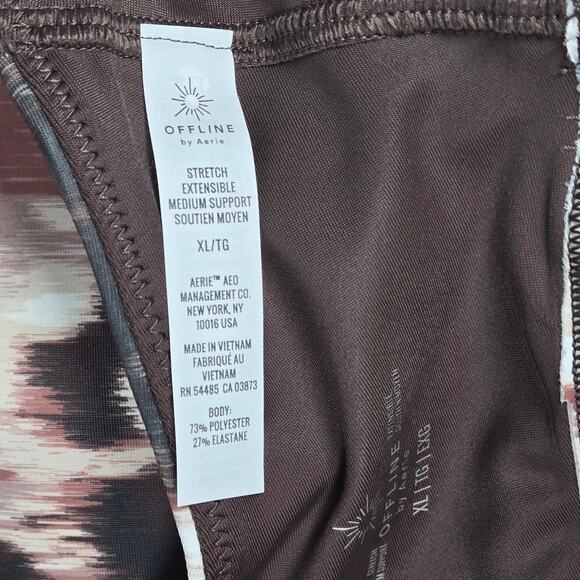 OFFLINE
by Aerie
STRETCH
EXTENSIBLE
MEDIUM SUPPORT
SOUTIEN MOYEN
XL/TG
AERIE™ AEO
MANAGEMENT CO.
NEW YORK, NY
10016 USA
MADE IN VIETNAM
FABRIQUÉ AU
VIETNAM
RN 54485 CA 03873
BODY:
73% POLYESTER
27% ELASTANE
OFFLINE
by Aerie
XL/TG/EXG